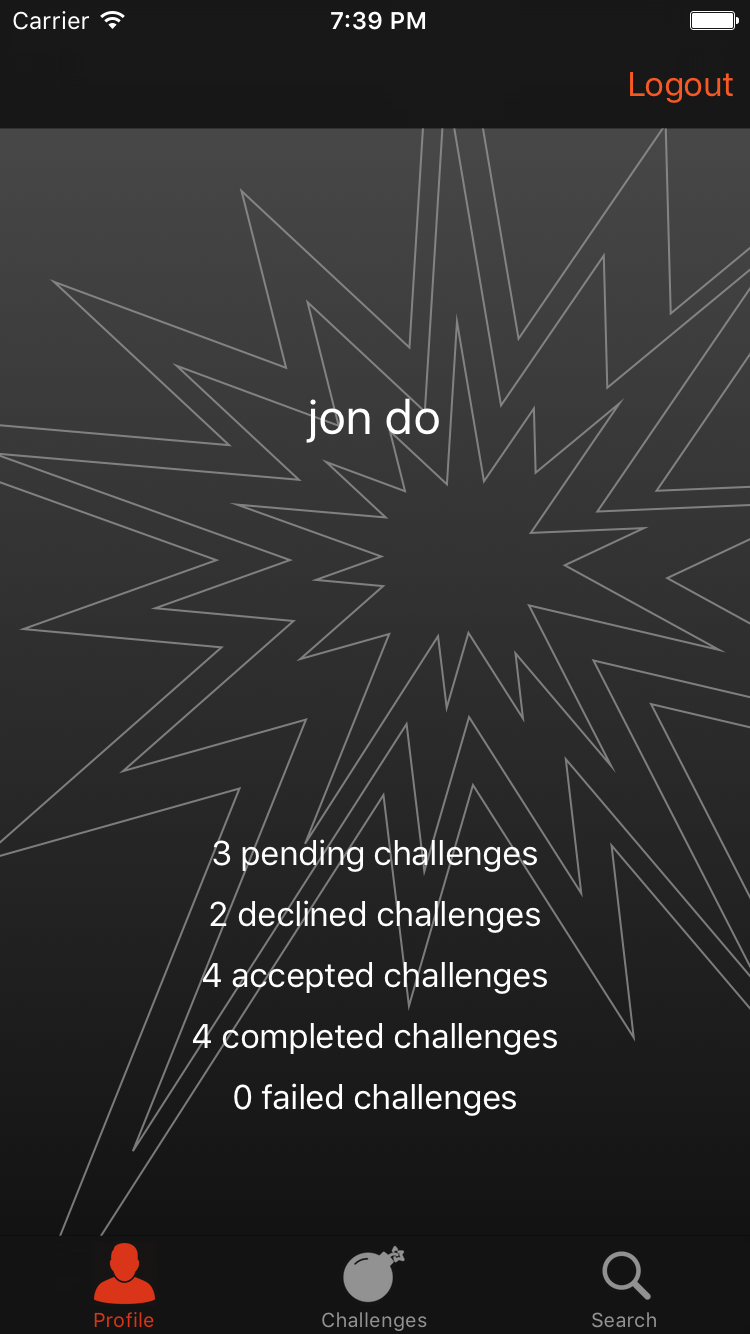 Carrier 7:39 PM
Logout
jon do
3 pending challenges
2 declined challenges
4 accepted challenges
4 completed challenges
0 failed challenges
Profile Challenges Search